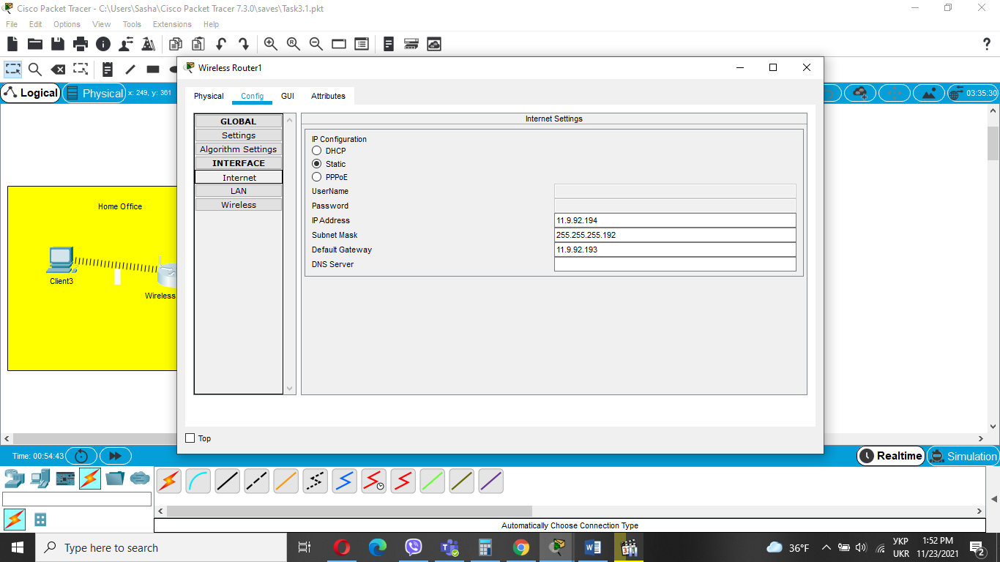 Cisco Packet Tracer - C:\Users\Sasha\Cisco Packet Tracer 7.3.0\saves\Task3.1.pkt
File Edit Options View Tools Extensions Help
?
Wireless Router1
Logical Physical x: 249, y: 361 03:35:30
Physical Config GUI Attributes
GLOBAL
Settings
Algorithm Settings
INTERFACE
Internet
LAN
Wireless
Internet Settings
IP Configuration
DHCP
Static
PPPoE
UserName
Password
IP Address 11.9.92.194
Subnet Mask 255.255.255.192
Default Gateway 11.9.92.193
DNS Server
Top
Home Office
Client3
Wireless
Time: 00:54:43 Realtime Simulation
Automatically Choose Connection Type
Type here to search
36°F
УКР
UKR
1:52 PM
11/23/2021
2